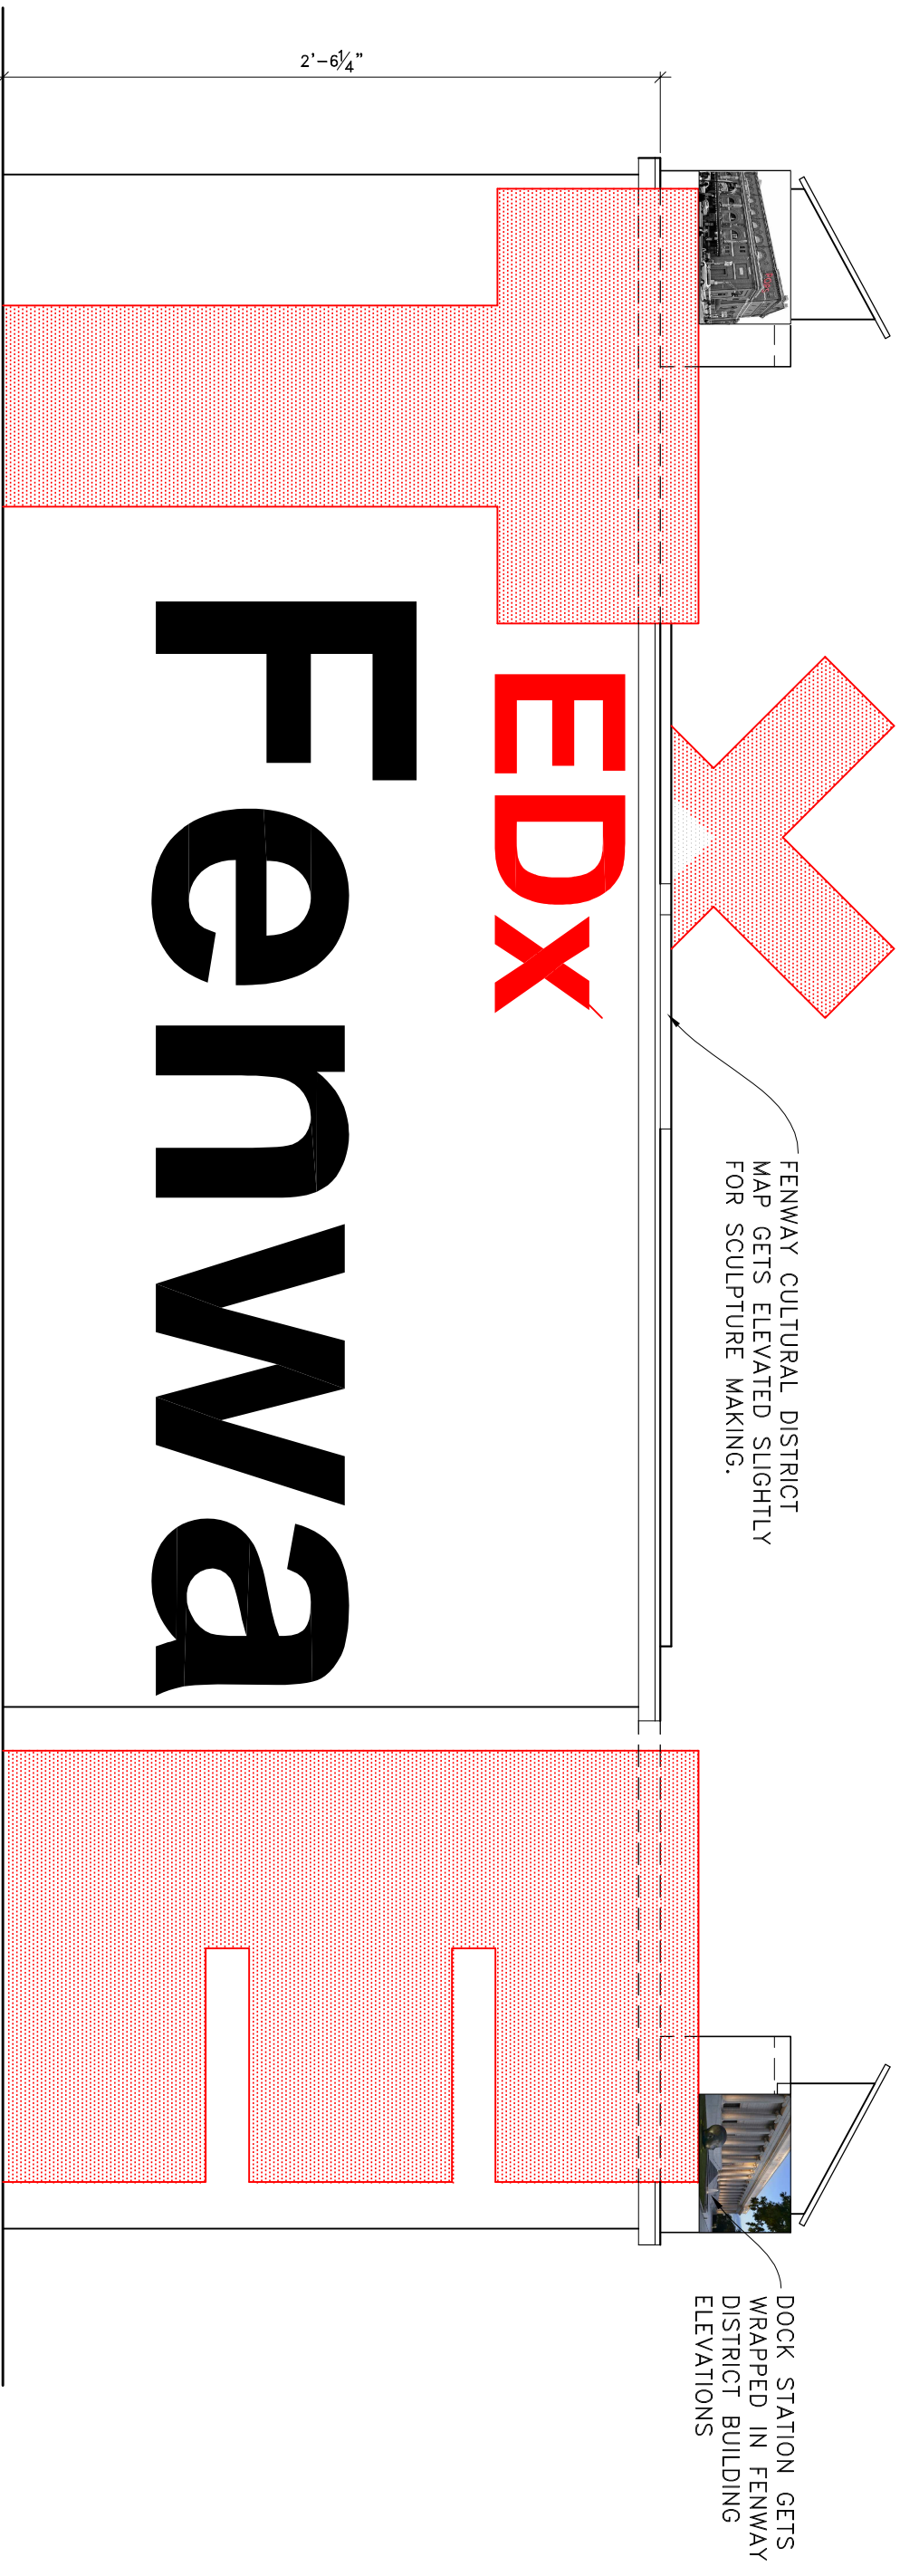 2'-6¼"
T
X
E
EDx
Fenwa
FENWAY CULTURAL DISTRICT
MAP GETS ELEVATED SLIGHTLY
FOR SCULPTURE MAKING.
DOCK STATION GETS
WRAPPED IN FENWAY
DISTRICT BUILDING
ELEVATIONS